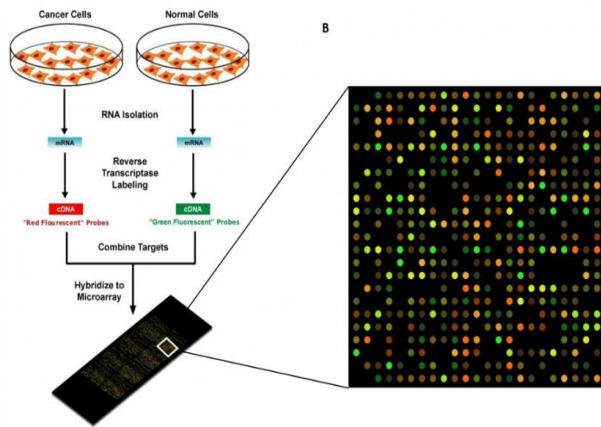 Cancer Cells
Normal Cells
B
RNA Isolation
mRNA
mRNA
Reverse
Transcriptase
Labeling
cDNA
cDNA
"Red Flourescent" Probes
"Green Fluorescent" Probes
Combine Targets
Hybridize to
Microarray